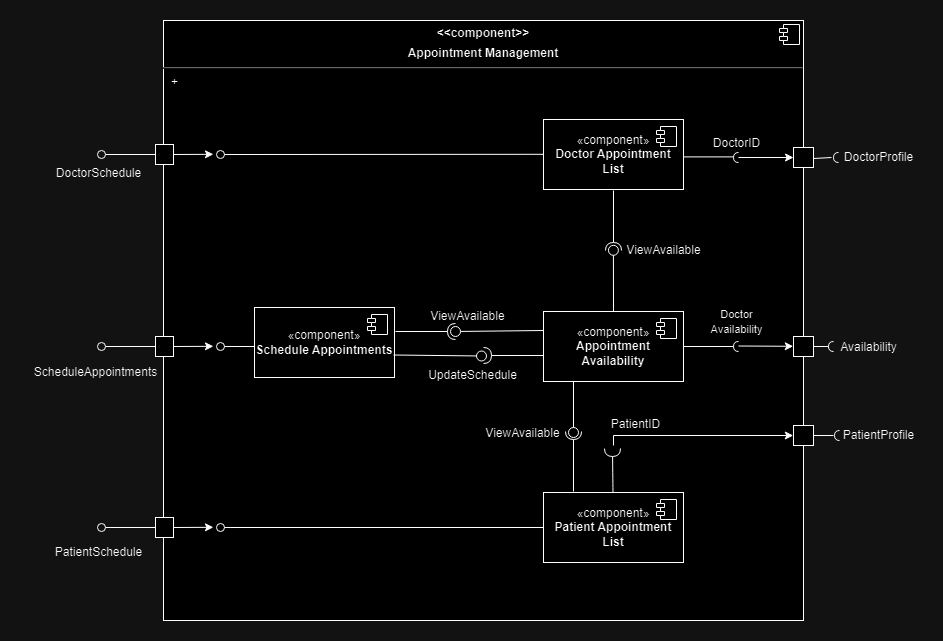 <<component>>
Appointment Management
+
«component»
Doctor Appointment
List
DoctorID
DoctorProfile
DoctorSchedule
ViewAvailable
«component»
Schedule Appointments
ViewAvailable
UpdateSchedule
«component»
Appointment
Availability
Doctor
Availability
Availability
ScheduleAppointments
ViewAvailable
PatientID
PatientProfile
«component»
Patient Appointment
List
PatientSchedule